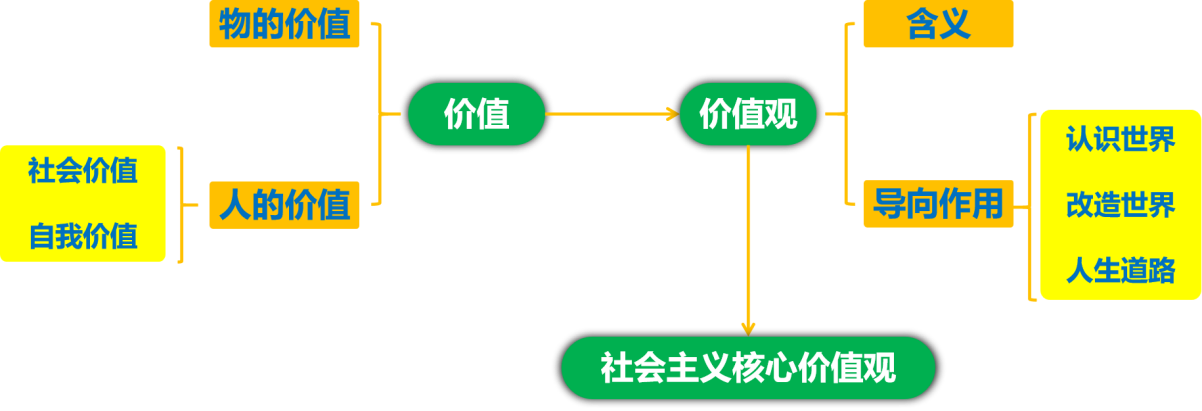 物的价值
含义
价值
价值观
认识世界
社会价值
人的价值
导向作用
改造世界
自我价值
人生道路
社会主义核心价值观